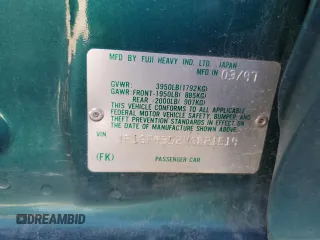 MFD BY FUJI HEAVY IND. LTD. JAPAN
MFD IN 03/97
GVWR: 3950LB(1792KG)
GAWR:FRONT-1950LB( 885KG)
REAR -2000LB( 907KG)
THIS VEHICLE CONFORMS TO ALL APPLICABLE
FEDERAL MOTOR VEHICLE SAFETY, BUMPER, AND
THEFT PREVENTION STANDARDS IN EFFECT ON THE
DATE OF MANUFACTURE SHOWN ABOVE.
VIN
(FK) PASSENGER CAR
DREAMBID